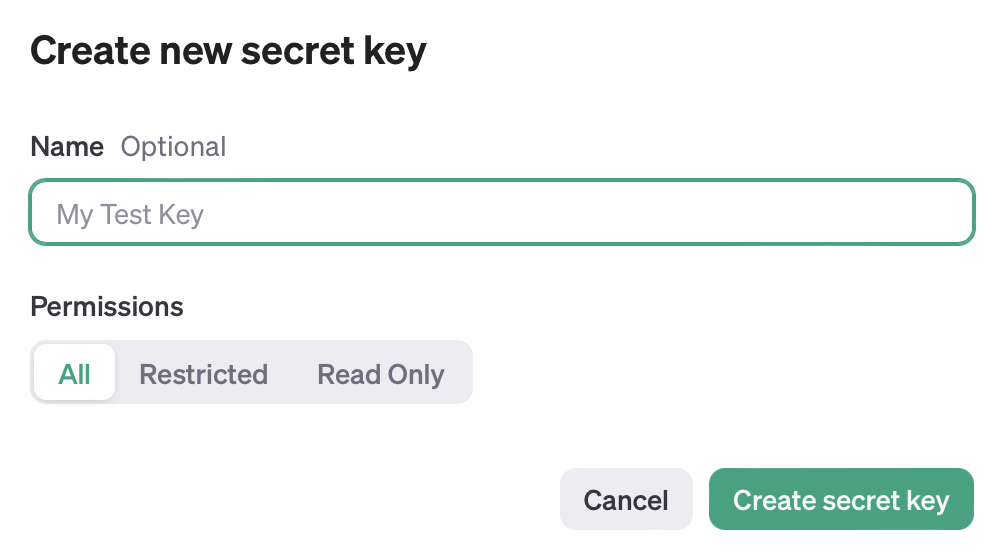 Create new secret key
Name Optional
My Test Key
Permissions
All Restricted Read Only
Cancel Create secret key